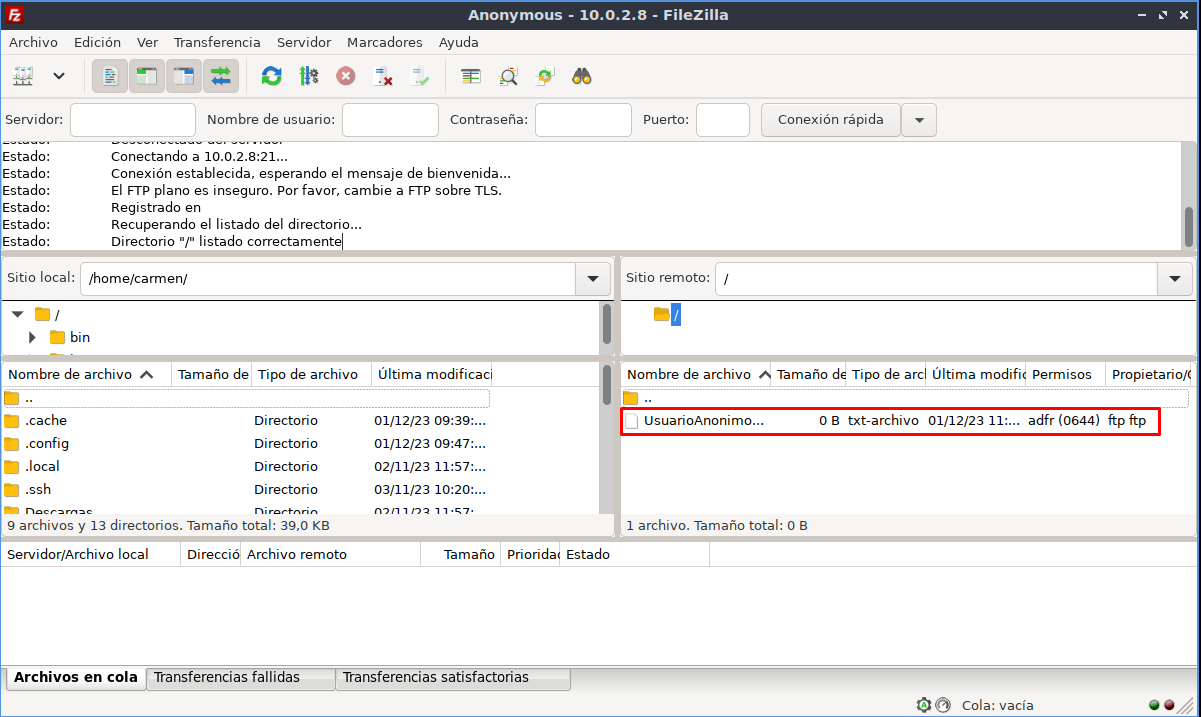 Fz
Anonymous - 10.0.2.8 - FileZilla
Archivo Edición Ver Transferencia Servidor Marcadores Ayuda
Servidor: Nombre de usuario: Contraseña: Puerto: Conexión rápida
Estado: Desconectado del servidor
Estado: Conectando a 10.0.2.8:21...
Estado: Conexión establecida, esperando el mensaje de bienvenida...
Estado: El FTP plano es inseguro. Por favor, cambie a FTP sobre TLS.
Estado: Registrado en
Estado: Recuperando el listado del directorio...
Estado: Directorio "/" listado correctamente
Sitio local: /home/carmen/
/
bin
Nombre de archivo Tamaño de Tipo de archivo Última modificaci
..
.cache Directorio 01/12/23 09:39:...
.config Directorio 01/12/23 09:47:...
.local Directorio 02/11/23 11:57:...
.ssh Directorio 03/11/23 10:20:...
Descargas Directorio 02/11/23 11:57:...
9 archivos y 13 directorios. Tamaño total: 39,0 KB
Sitio remoto: /
/
Nombre de archivo Tamaño de Tipo de arcl Última modific Permisos Propietario/G
..
UsuarioAnonimo... 0 B txt-archivo 01/12/23 11:... adfr (0644) ftp ftp
1 archivo. Tamaño total: 0 B
Servidor/Archivo local Direcció Archivo remoto Tamaño Prioridad Estado
Archivos en cola Transferencias fallidas Transferencias satisfactorias
Cola: vacía